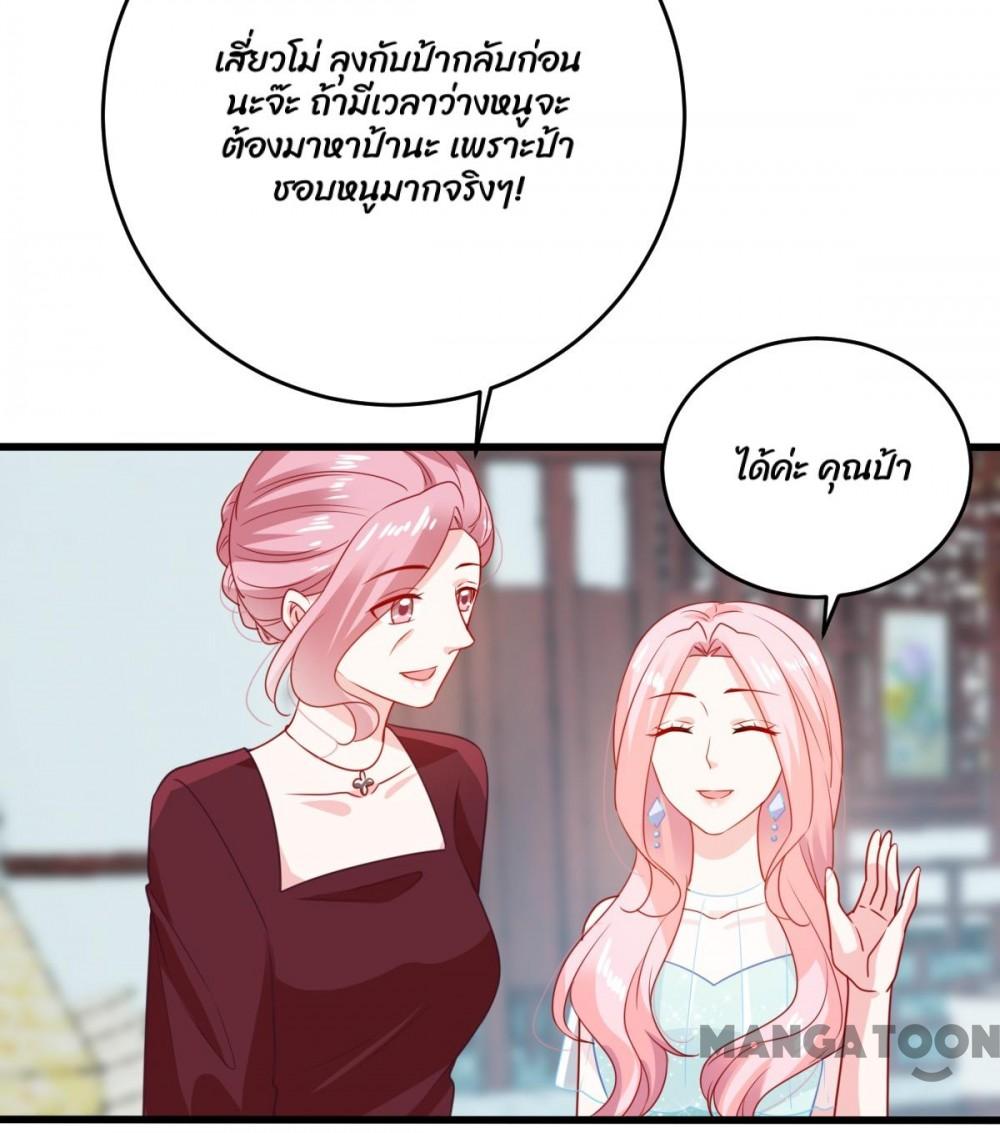 เสี่ยวโม่ ลุงกับป้ากลับก่อน
นะจ๊ะ ถ้ามีเวลาว่างหนูจะ
ต้องมาหาป้านะ เพราะป้า
ชอบหนูมากจริงๆ!
ได้ค่ะ คุณป้า
MANGATOON